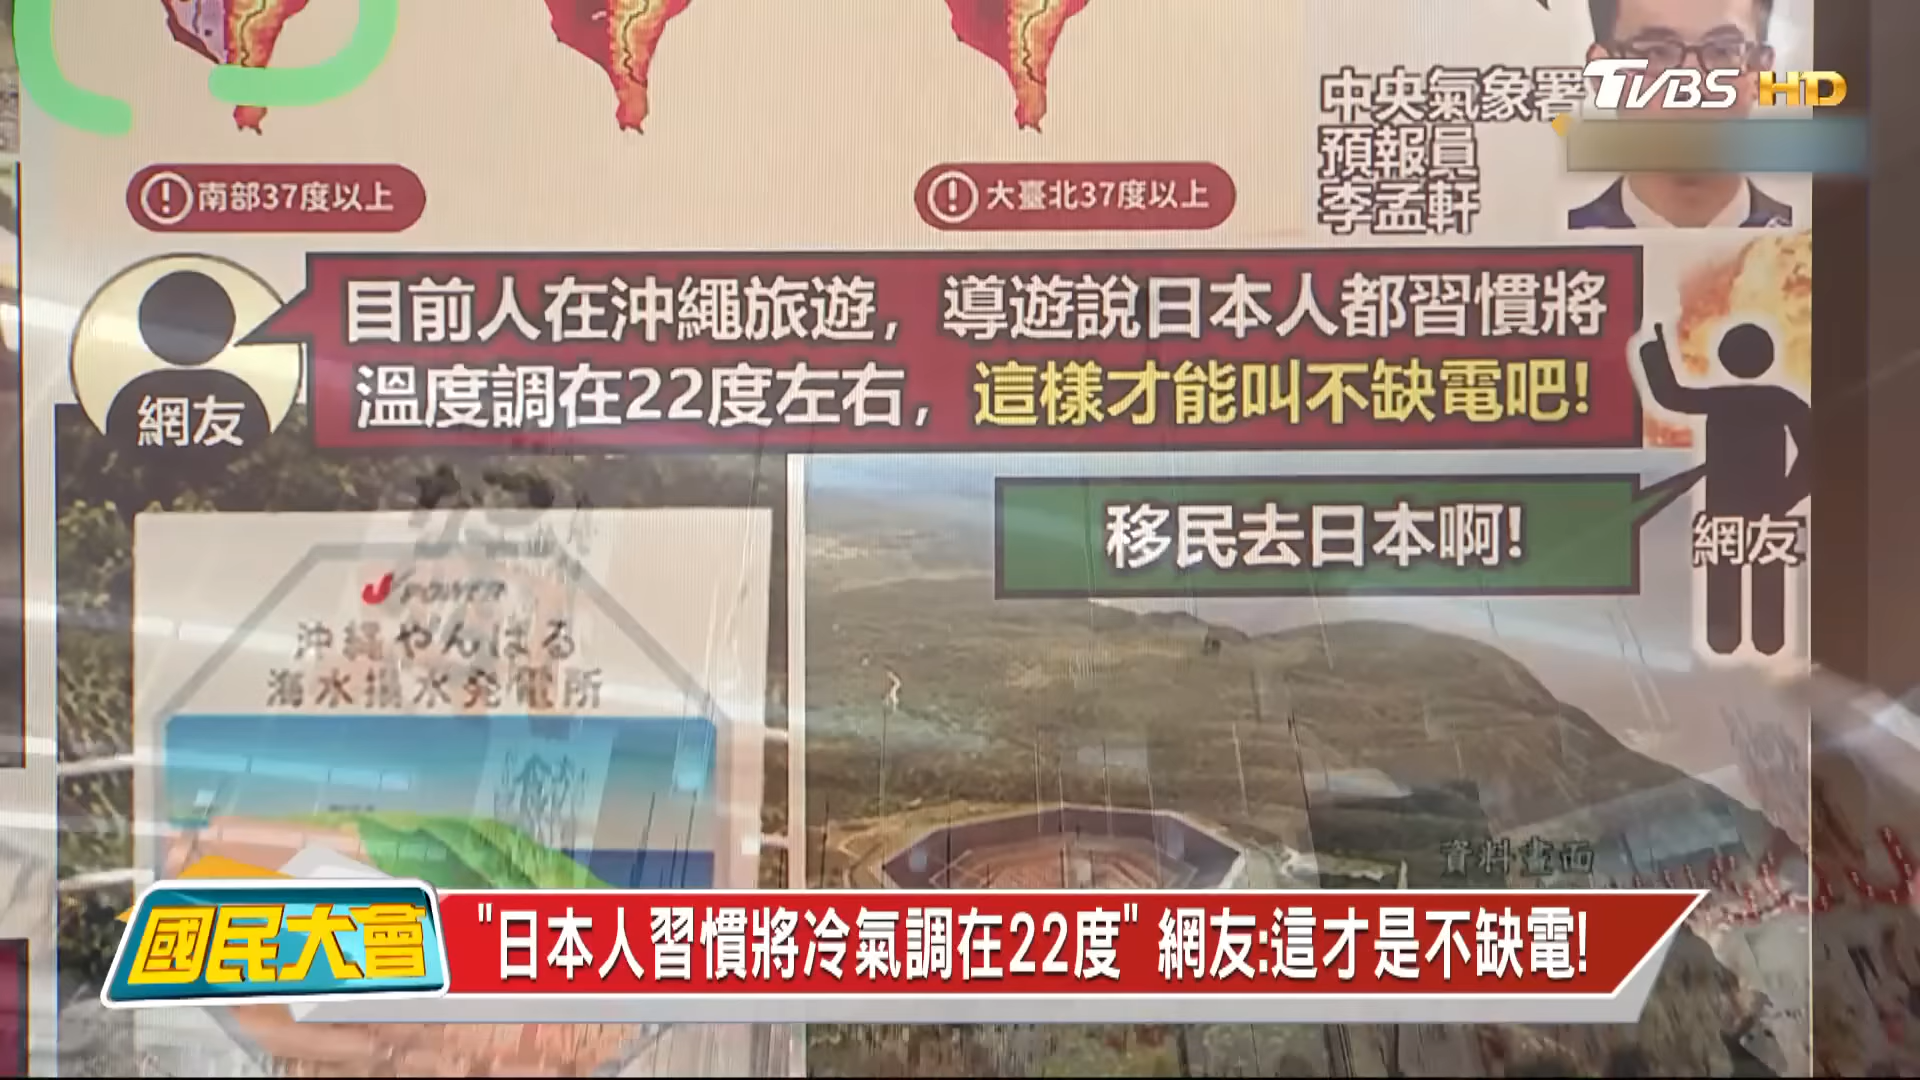 中央氣象署
TVBS HD
預報員
李孟軒
南部37度以上
大臺北37度以上
目前人在沖繩旅遊，導遊說日本人都習慣將
溫度調在22度左右，這樣才能叫不缺電吧!
網友
移民去日本啊!
網友
J POWER
沖縄やんばる
海水揚水発電所
資料畫面
國民大會
"日本人習慣將冷氣調在22度" 網友:這才是不缺電!